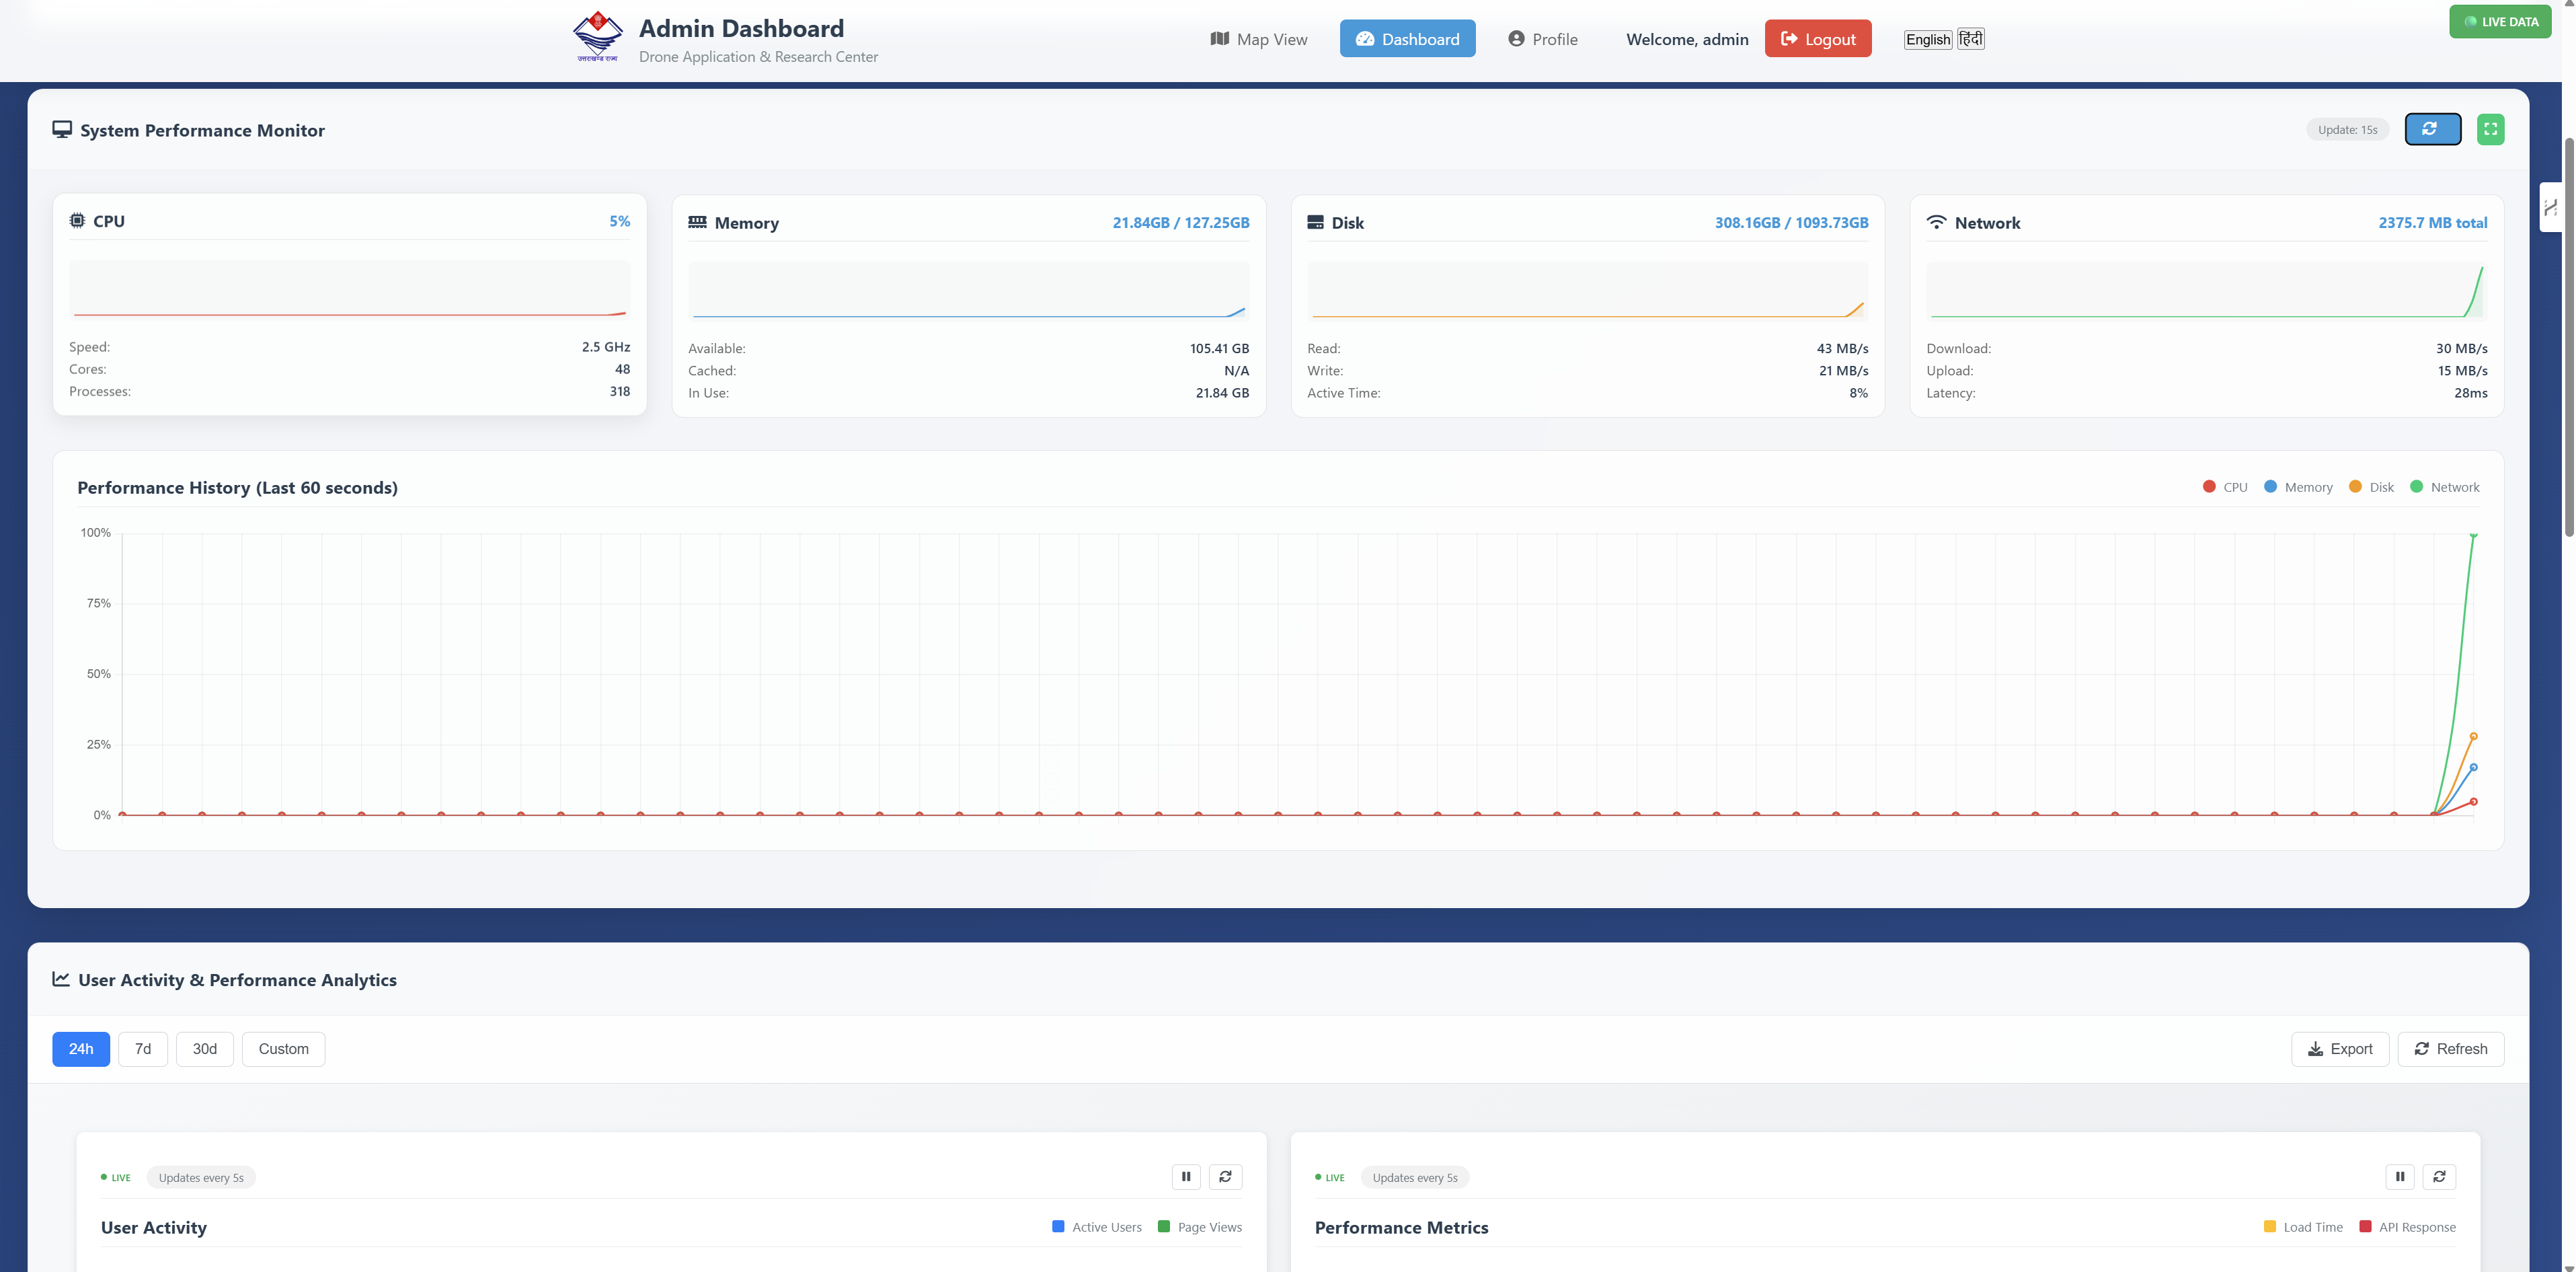 Admin Dashboard
Drone Application & Research Center
उत्तराखण्ड राज्य
Map View
Dashboard
Profile
Welcome, admin
Logout
English
हिंदी
LIVE DATA
System Performance Monitor
Update: 15s
CPU
5%
Speed:
2.5 GHz
Cores:
48
Processes:
318
Memory
21.84GB / 127.25GB
Available:
105.41 GB
Cached:
N/A
In Use:
21.84 GB
Disk
308.16GB / 1093.73GB
Read:
43 MB/s
Write:
21 MB/s
Active Time:
8%
Network
2375.7 MB total
Download:
30 MB/s
Upload:
15 MB/s
Latency:
28ms
Performance History (Last 60 seconds)
CPU
Memory
Disk
Network
100%
75%
50%
25%
0%
User Activity & Performance Analytics
24h
7d
30d
Custom
Export
Refresh
LIVE
Updates every 5s
User Activity
Active Users
Page Views
LIVE
Updates every 5s
Performance Metrics
Load Time
API Response